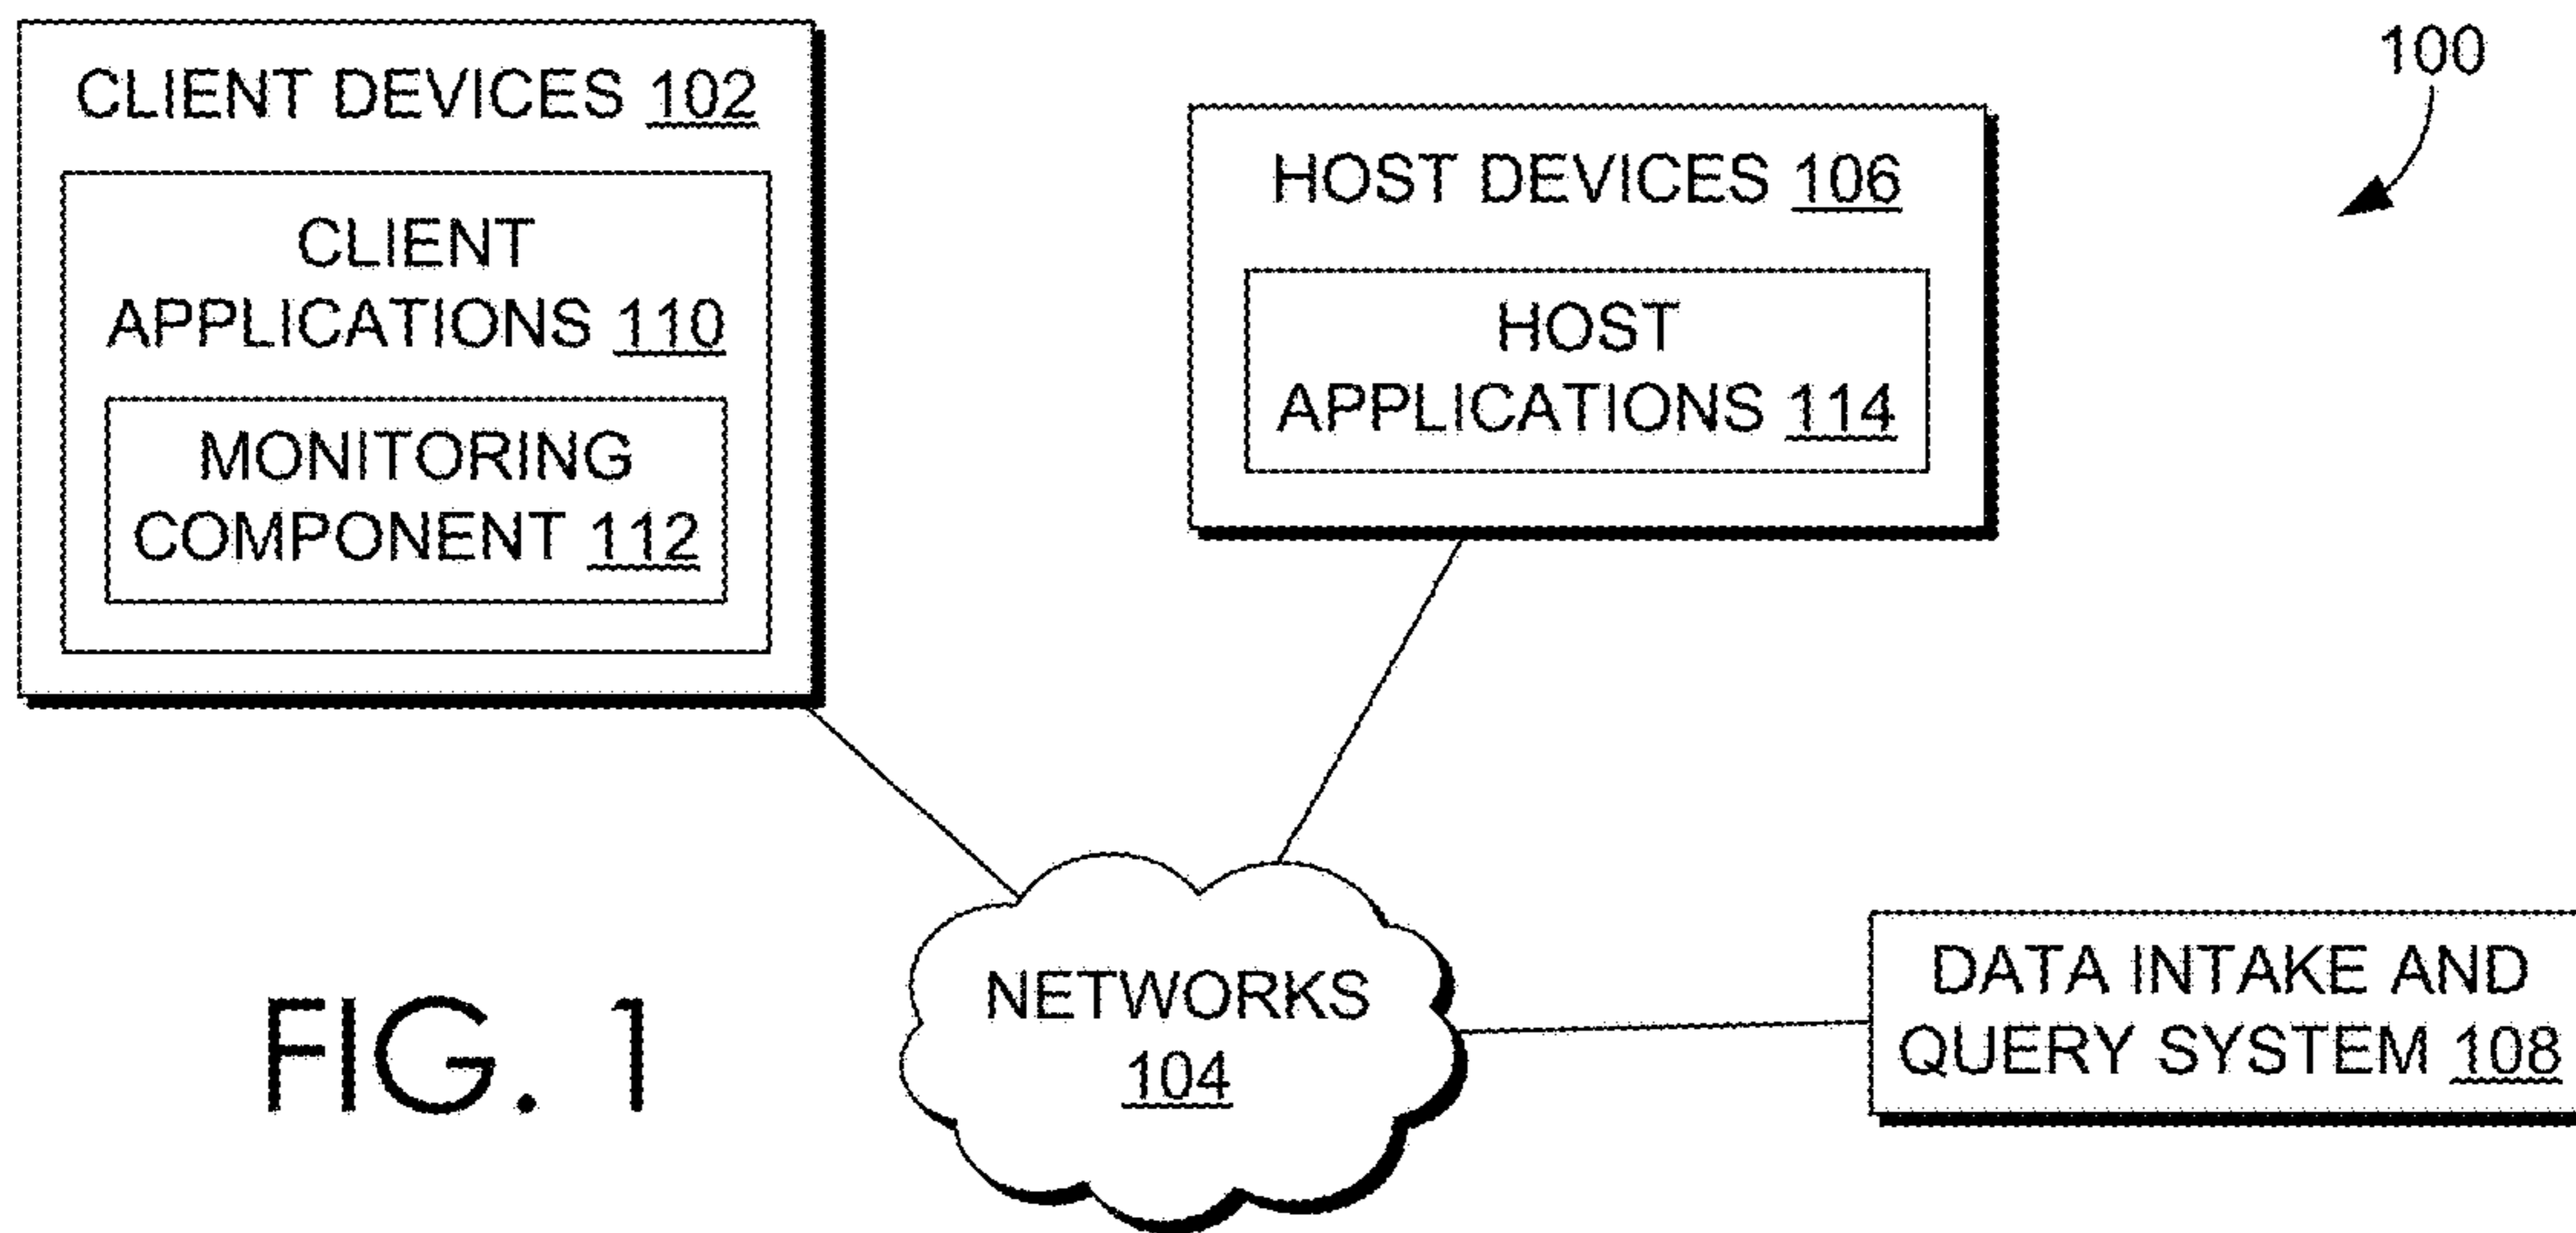 100
CLIENT DEVICES 102
CLIENT
APPLICATIONS 110
MONITORING
COMPONENT 112
HOST DEVICES 106
HOST
APPLICATIONS 114
NETWORKS
104
DATA INTAKE AND
QUERY SYSTEM 108
FIG. 1